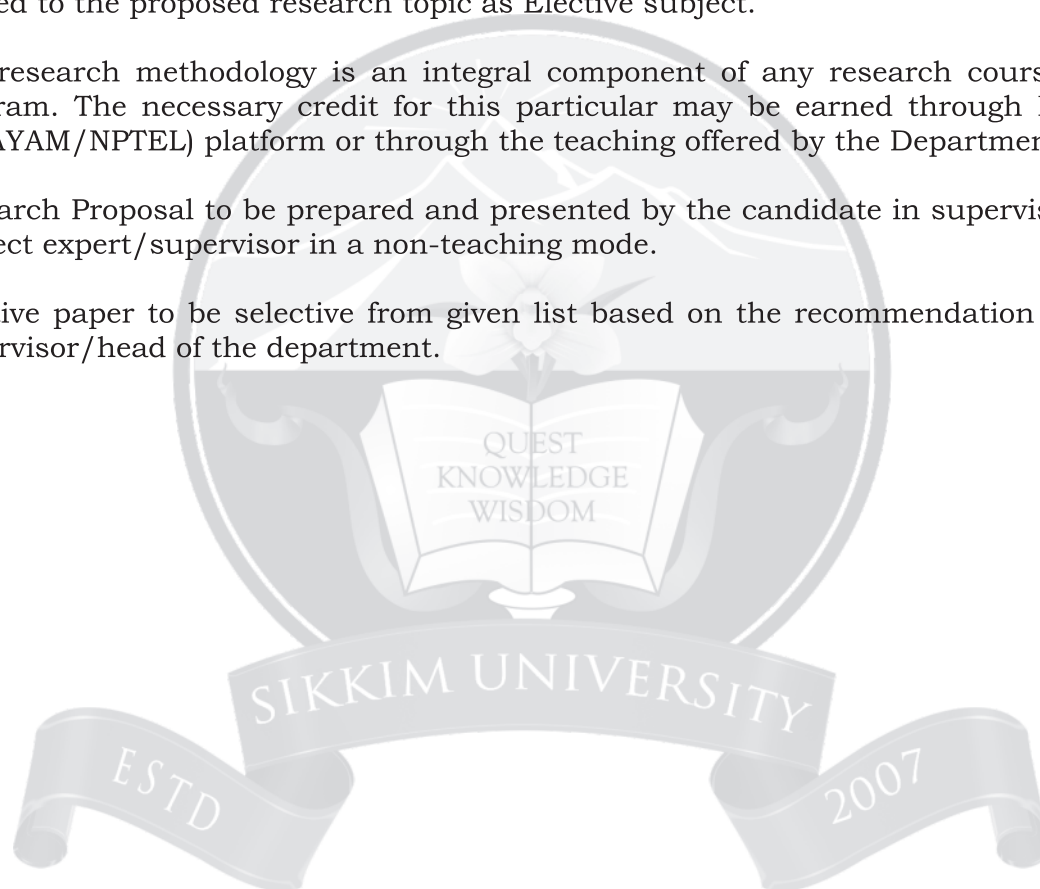 ed to the proposed research topic as Elective subject.
research methodology is an integral component of any research cours
ram. The necessary credit for this particular may be earned through
AYAM/NPTEL) platform or through the teaching offered by the Departmen
arch Proposal to be prepared and presented by the candidate in supervis
ect expert/supervisor in a non-teaching mode.
tive paper to be selective from given list based on the recommendation
rvisor/head of the department.
QUEST
KNOWLEDGE
WISDOM
SIKKIM UNIVERSITY
ESTD
2007